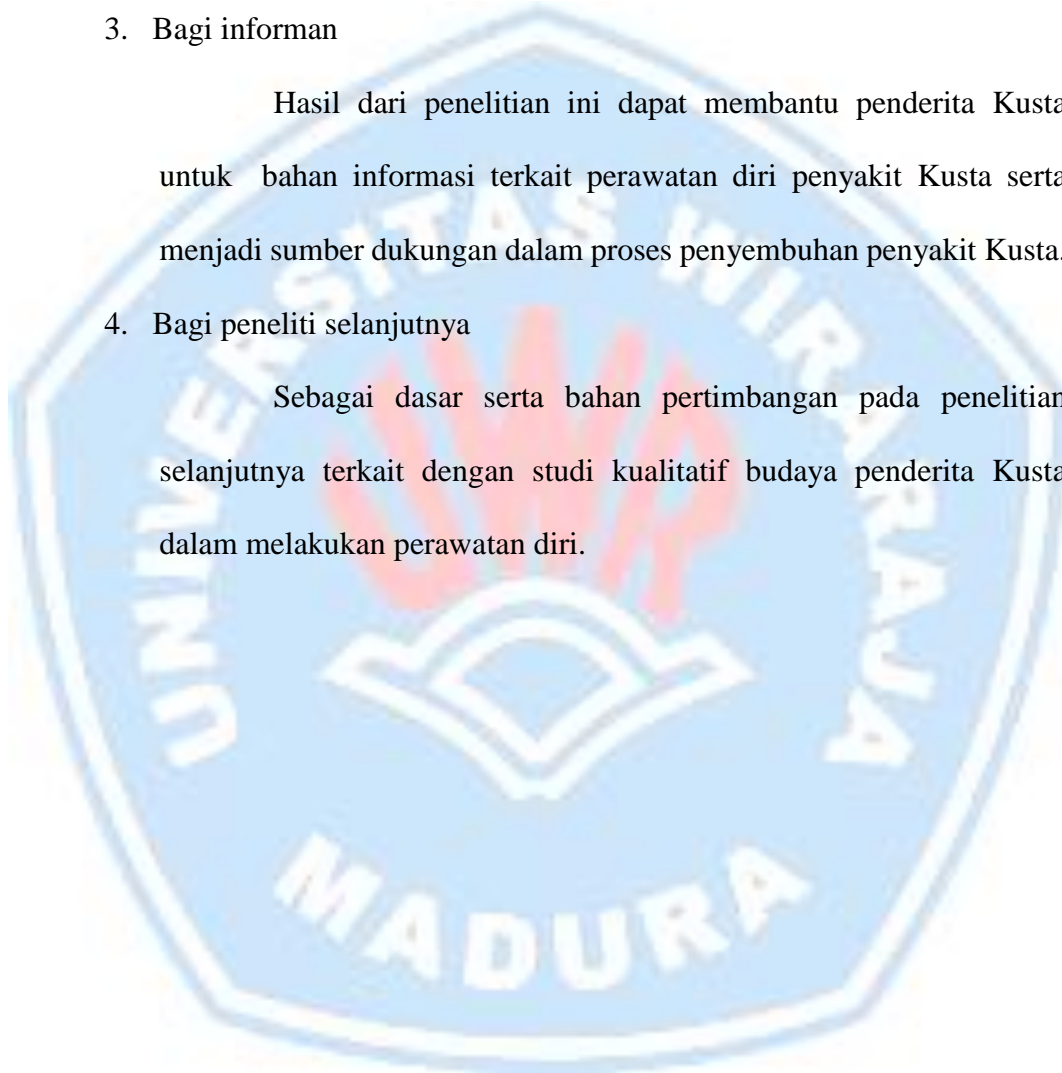 3. Bagi informan
Hasil dari penelitian ini dapat membantu penderita Kusta
untuk bahan informasi terkait perawatan diri penyakit Kusta serta
menjadi sumber dukungan dalam proses penyembuhan penyakit Kusta.
4. Bagi peneliti selanjutnya
Sebagai dasar serta bahan pertimbangan pada penelitian
selanjutnya terkait dengan studi kualitatif budaya penderita Kusta
dalam melakukan perawatan diri.
UNIVERSITAS WIRARAJA
UWR
MADURA